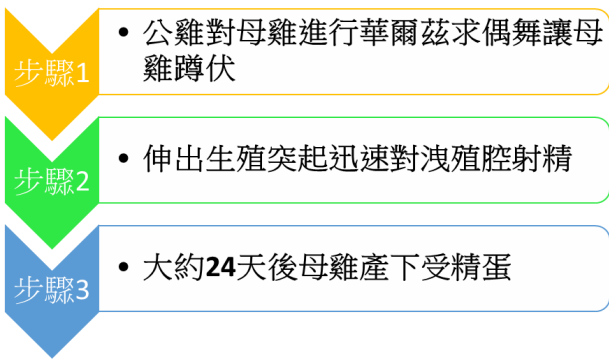 步驟1
• 公雞對母雞進行華爾茲求偶舞讓母
雞蹲伏
步驟2
• 伸出生殖突起迅速對洩殖腔射精
步驟3
• 大約24天後母雞產下受精蛋